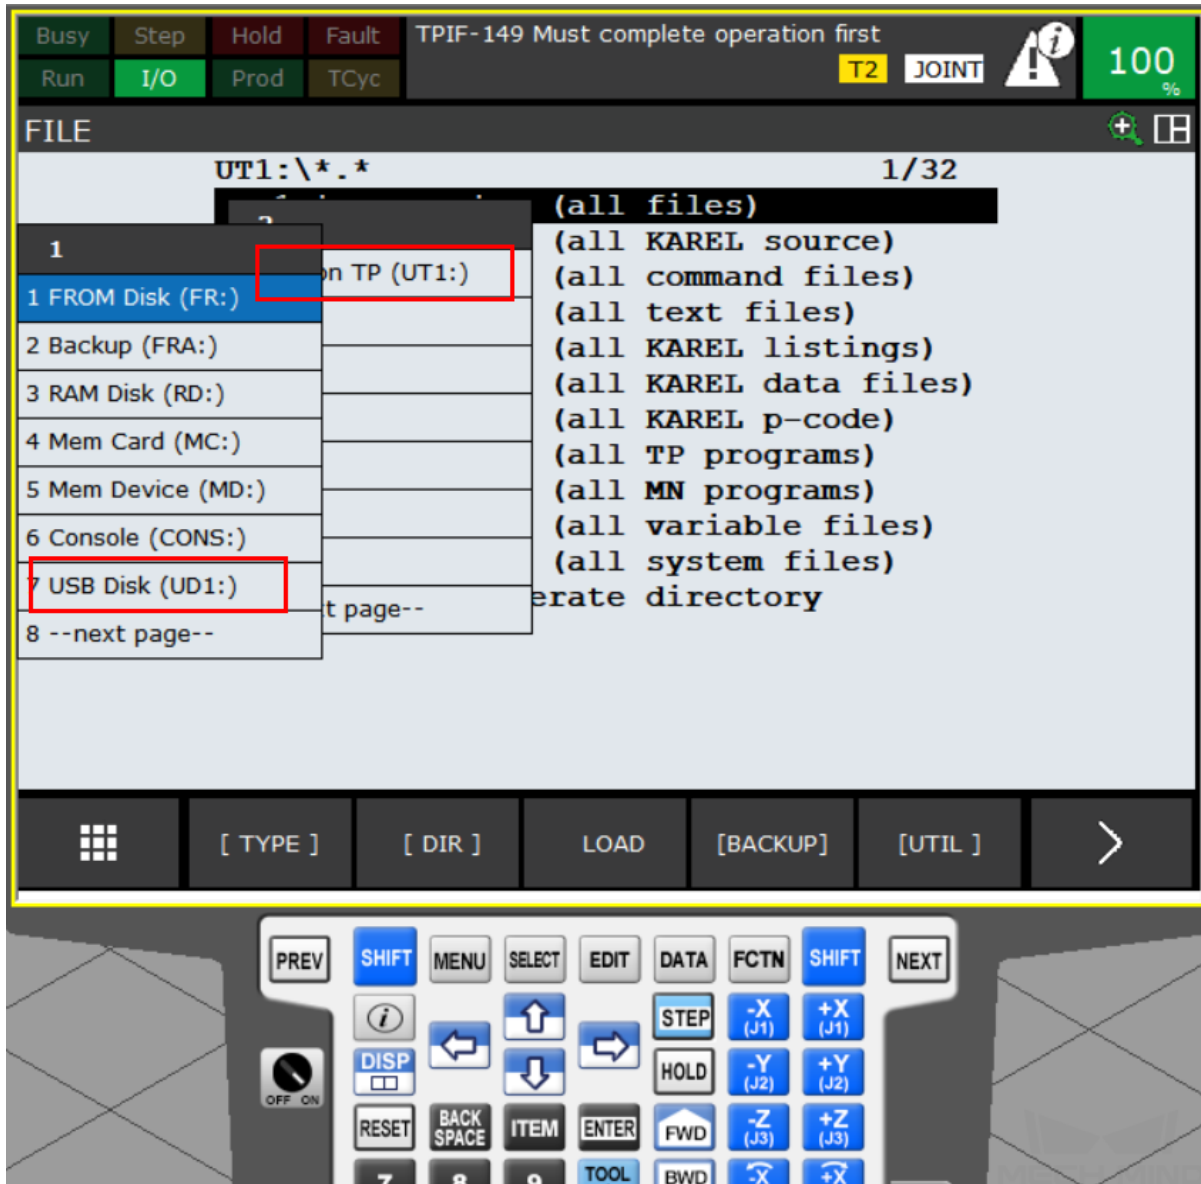 Busy Step Hold Fault TPIF-149 Must complete operation first
Run I/O Prod TCyc T2 JOINT 100 %
FILE
UT1:\*.* 1/32
(all files)
(all KAREL source)
(all command files)
(all text files)
(all KAREL listings)
(all KAREL data files)
(all KAREL p-code)
(all TP programs)
(all MN programs)
(all variable files)
(all system files)
erate directory
on TP (UT1:)
t page--
1
1 FROM Disk (FR:)
2 Backup (FRA:)
3 RAM Disk (RD:)
4 Mem Card (MC:)
5 Mem Device (MD:)
6 Console (CONS:)
7 USB Disk (UD1:)
8 --next page--
[ TYPE ] [ DIR ] LOAD [BACKUP] [UTIL ] >
PREV SHIFT MENU SELECT EDIT DATA FCTN SHIFT NEXT
i STEP -X (J1) +X (J1)
DISP HOLD -Y (J2) +Y (J2)
OFF ON
RESET BACK SPACE ITEM ENTER FWD -Z (J3) +Z (J3)
7 8 9 TOOL BWD -X +X
MECH MIND